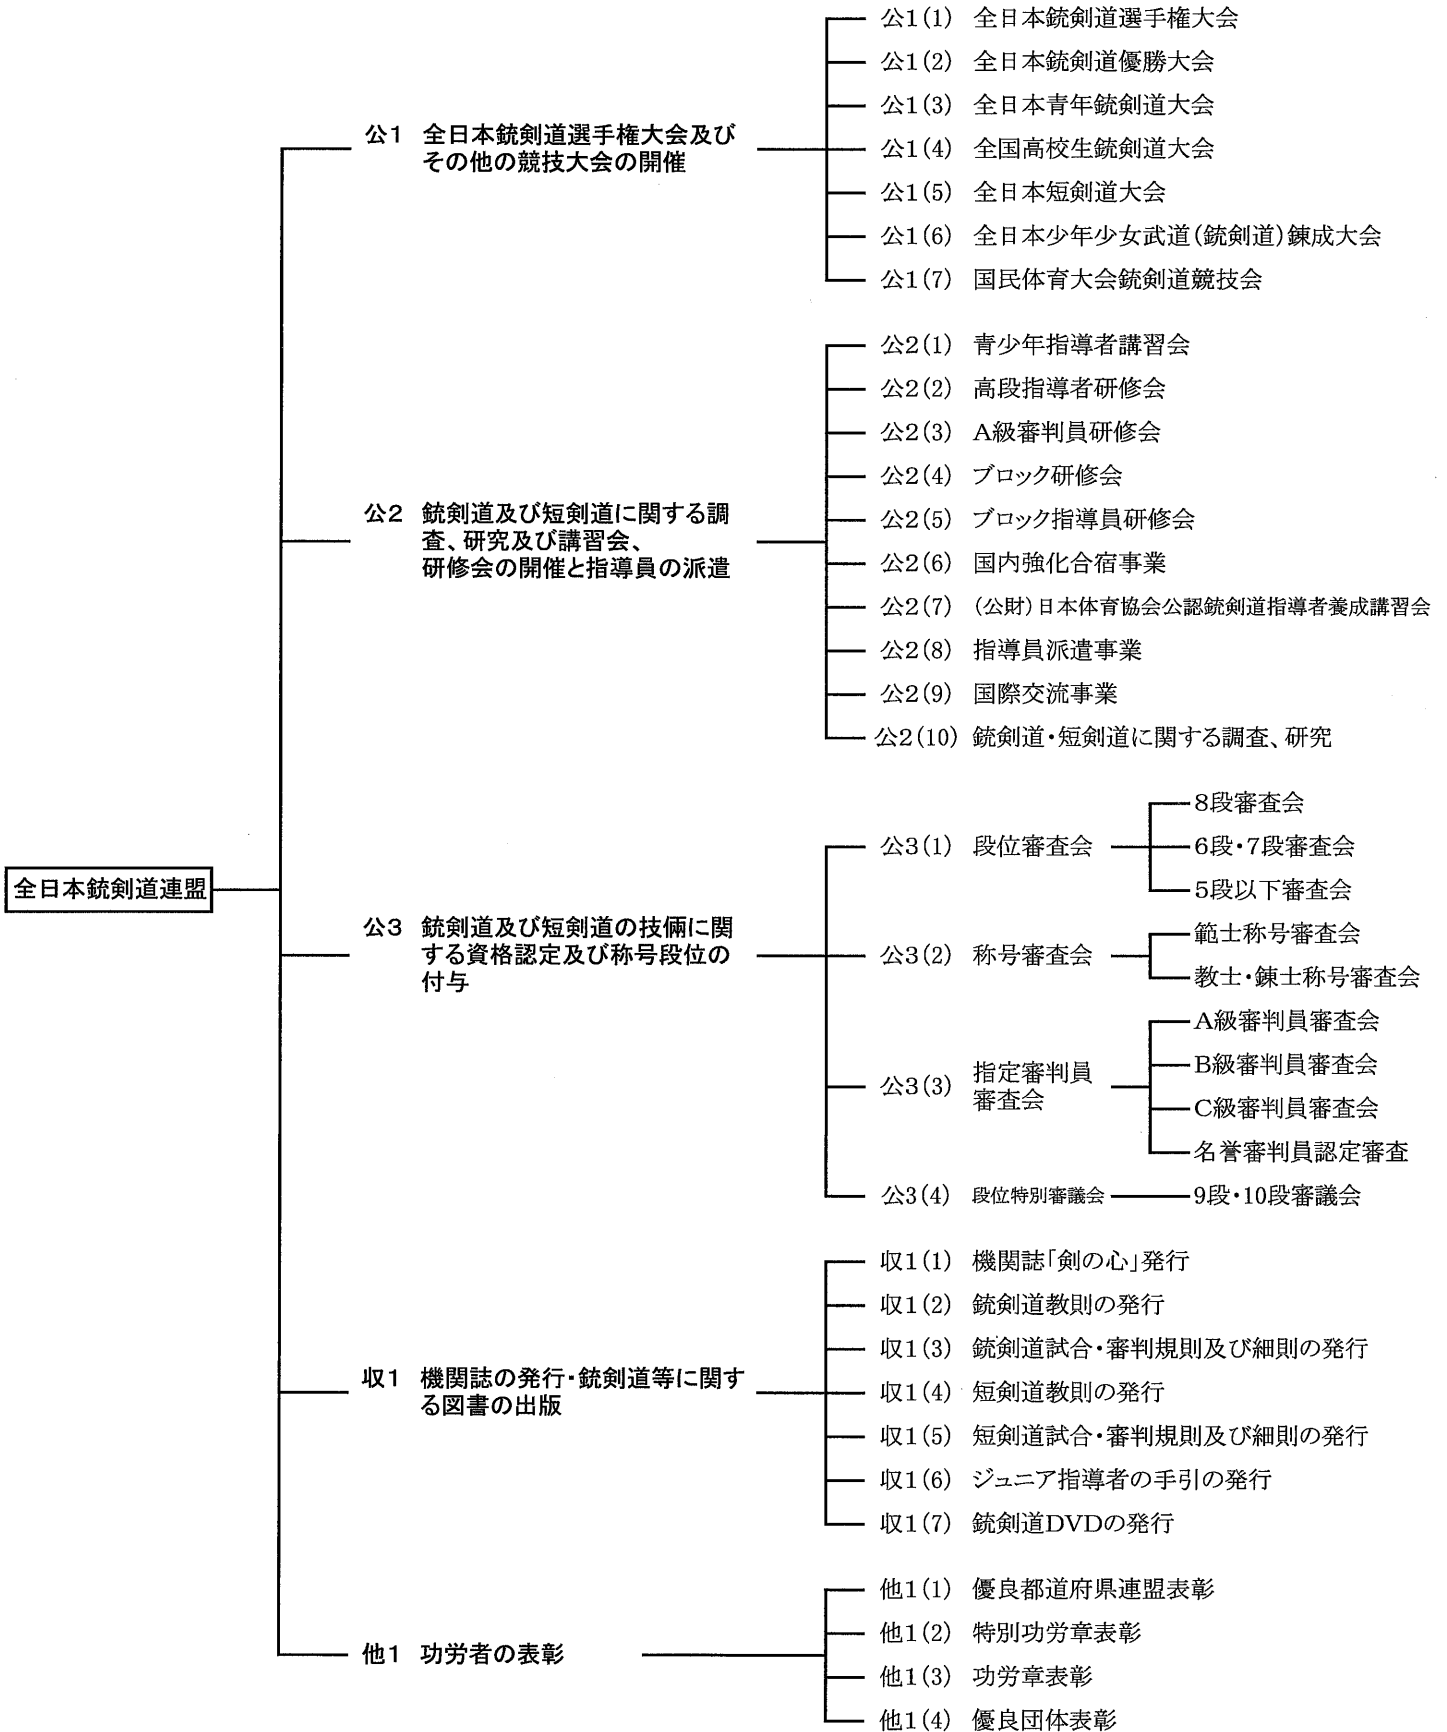 全日本銃剣道連盟
公1 全日本銃剣道選手権大会及び
その他の競技大会の開催
公1(1) 全日本銃剣道選手権大会
公1(2) 全日本銃剣道優勝大会
公1(3) 全日本青年銃剣道大会
公1(4) 全国高校生銃剣道大会
公1(5) 全日本短剣道大会
公1(6) 全日本少年少女武道(銃剣道)錬成大会
公1(7) 国民体育大会銃剣道競技会
公2 銃剣道及び短剣道に関する調
査、研究及び講習会、
研修会の開催と指導員の派遣
公2(1) 青少年指導者講習会
公2(2) 高段指導者研修会
公2(3) A級審判員研修会
公2(4) ブロック研修会
公2(5) ブロック指導員研修会
公2(6) 国内強化合宿事業
公2(7) (公財)日本体育協会公認銃剣道指導者養成講習会
公2(8) 指導員派遣事業
公2(9) 国際交流事業
公2(10) 銃剣道・短剣道に関する調査、研究
公3 銃剣道及び短剣道の技倆に関
する資格認定及び称号段位の
付与
公3(1) 段位審査会
8段審査会
6段・7段審査会
5段以下審査会
公3(2) 称号審査会
範士称号審査会
教士・錬士称号審査会
公3(3) 指定審判員
審査会
A級審判員審査会
B級審判員審査会
C級審判員審査会
名誉審判員認定審査
公3(4) 段位特別審議会
9段・10段審議会
収1 機関誌の発行・銃剣道等に関す
る図書の出版
収1(1) 機関誌「剣の心」発行
収1(2) 銃剣道教則の発行
収1(3) 銃剣道試合・審判規則及び細則の発行
収1(4) 短剣道教則の発行
収1(5) 短剣道試合・審判規則及び細則の発行
収1(6) ジュニア指導者の手引の発行
収1(7) 銃剣道DVDの発行
他1 功労者の表彰
他1(1) 優良都道府県連盟表彰
他1(2) 特別功労章表彰
他1(3) 功労章表彰
他1(4) 優良団体表彰